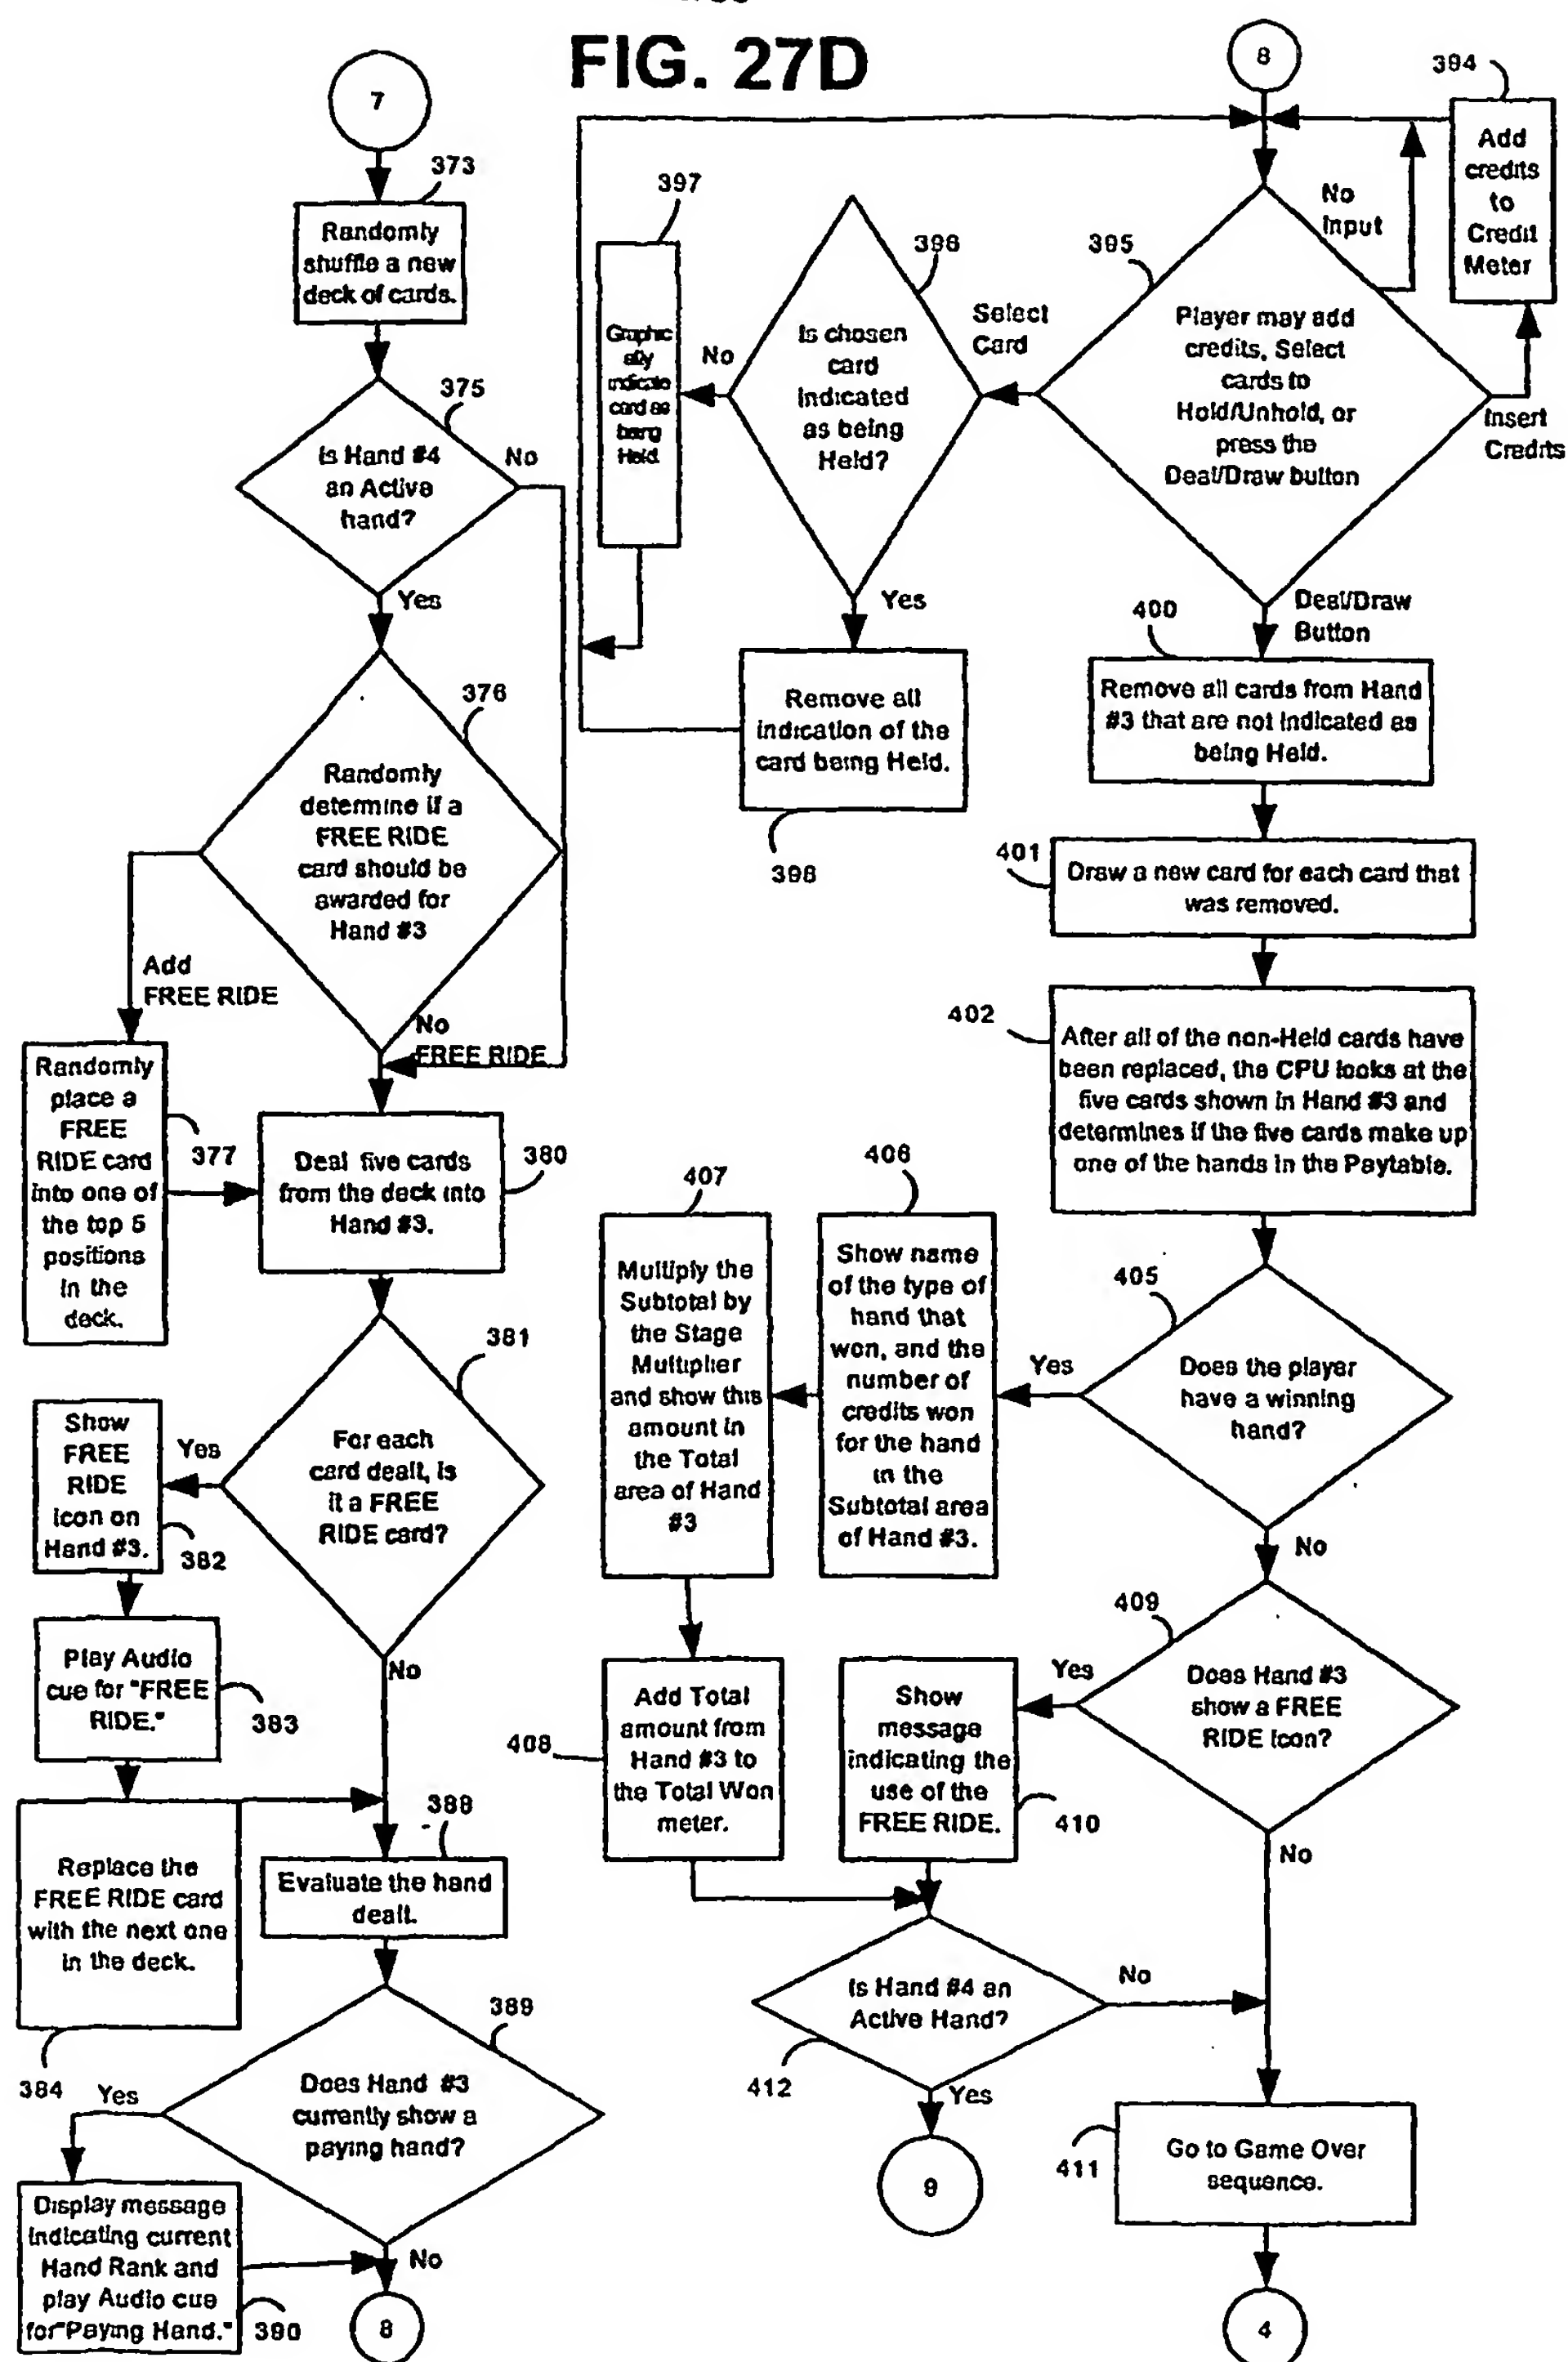 FIG. 27D
7
373
Randomly
shuffle a new
deck of cards.
375
Is Hand #4
an Active
hand?
No
Yes
376
Randomly
determine if a
FREE RIDE
card should be
awarded for
Hand #3
Add
FREE RIDE
No
FREE RIDE
Randomly
place a
FREE
RIDE card
into one of
the top 5
positions
in the
deck.
377
Deal five cards
from the deck into
Hand #3.
380
381
For each
card dealt, is
it a FREE
RIDE card?
Yes
No
Show
FREE
RIDE
icon on
Hand #3.
382
Play Audio
cue for "FREE
RIDE."
383
Replace the
FREE RIDE card
with the next one
in the deck.
384
388
Evaluate the hand
dealt.
389
Does Hand #3
currently show a
paying hand?
Yes
No
Display message
indicating current
Hand Rank and
play Audio cue
for"Paying Hand."
390
8
8
394
Add
credits
to
Credit
Meter
No
Input
395
Player may add
credits, Select
cards to
Hold/Unhold, or
press the
Deal/Draw button
Insert
Credits
Select
Card
396
Is chosen
card
indicated
as being
Held?
No
Yes
397
Graphic
ally
indicate
card as
being
Held.
Remove all
indication of the
card being Held.
398
Deal/Draw
Button
400
Remove all cards from Hand
#3 that are not indicated as
being Held.
401
Draw a new card for each card that
was removed.
402
After all of the non-Held cards have
been replaced, the CPU looks at the
five cards shown in Hand #3 and
determines if the five cards make up
one of the hands in the Paytable.
405
Does the player
have a winning
hand?
Yes
No
406
Show name
of the type of
hand that
won, and the
number of
credits won
for the hand
in the
Subtotal area
of Hand #3.
407
Multiply the
Subtotal by
the Stage
Multiplier
and show this
amount in
the Total
area of Hand
#3
408
Add Total
amount from
Hand #3 to
the Total Won
meter.
409
Does Hand #3
show a FREE
RIDE icon?
Yes
No
Show
message
indicating the
use of the
FREE RIDE.
410
Is Hand #4 an
Active Hand?
412
No
Yes
9
411
Go to Game Over
sequence.
4